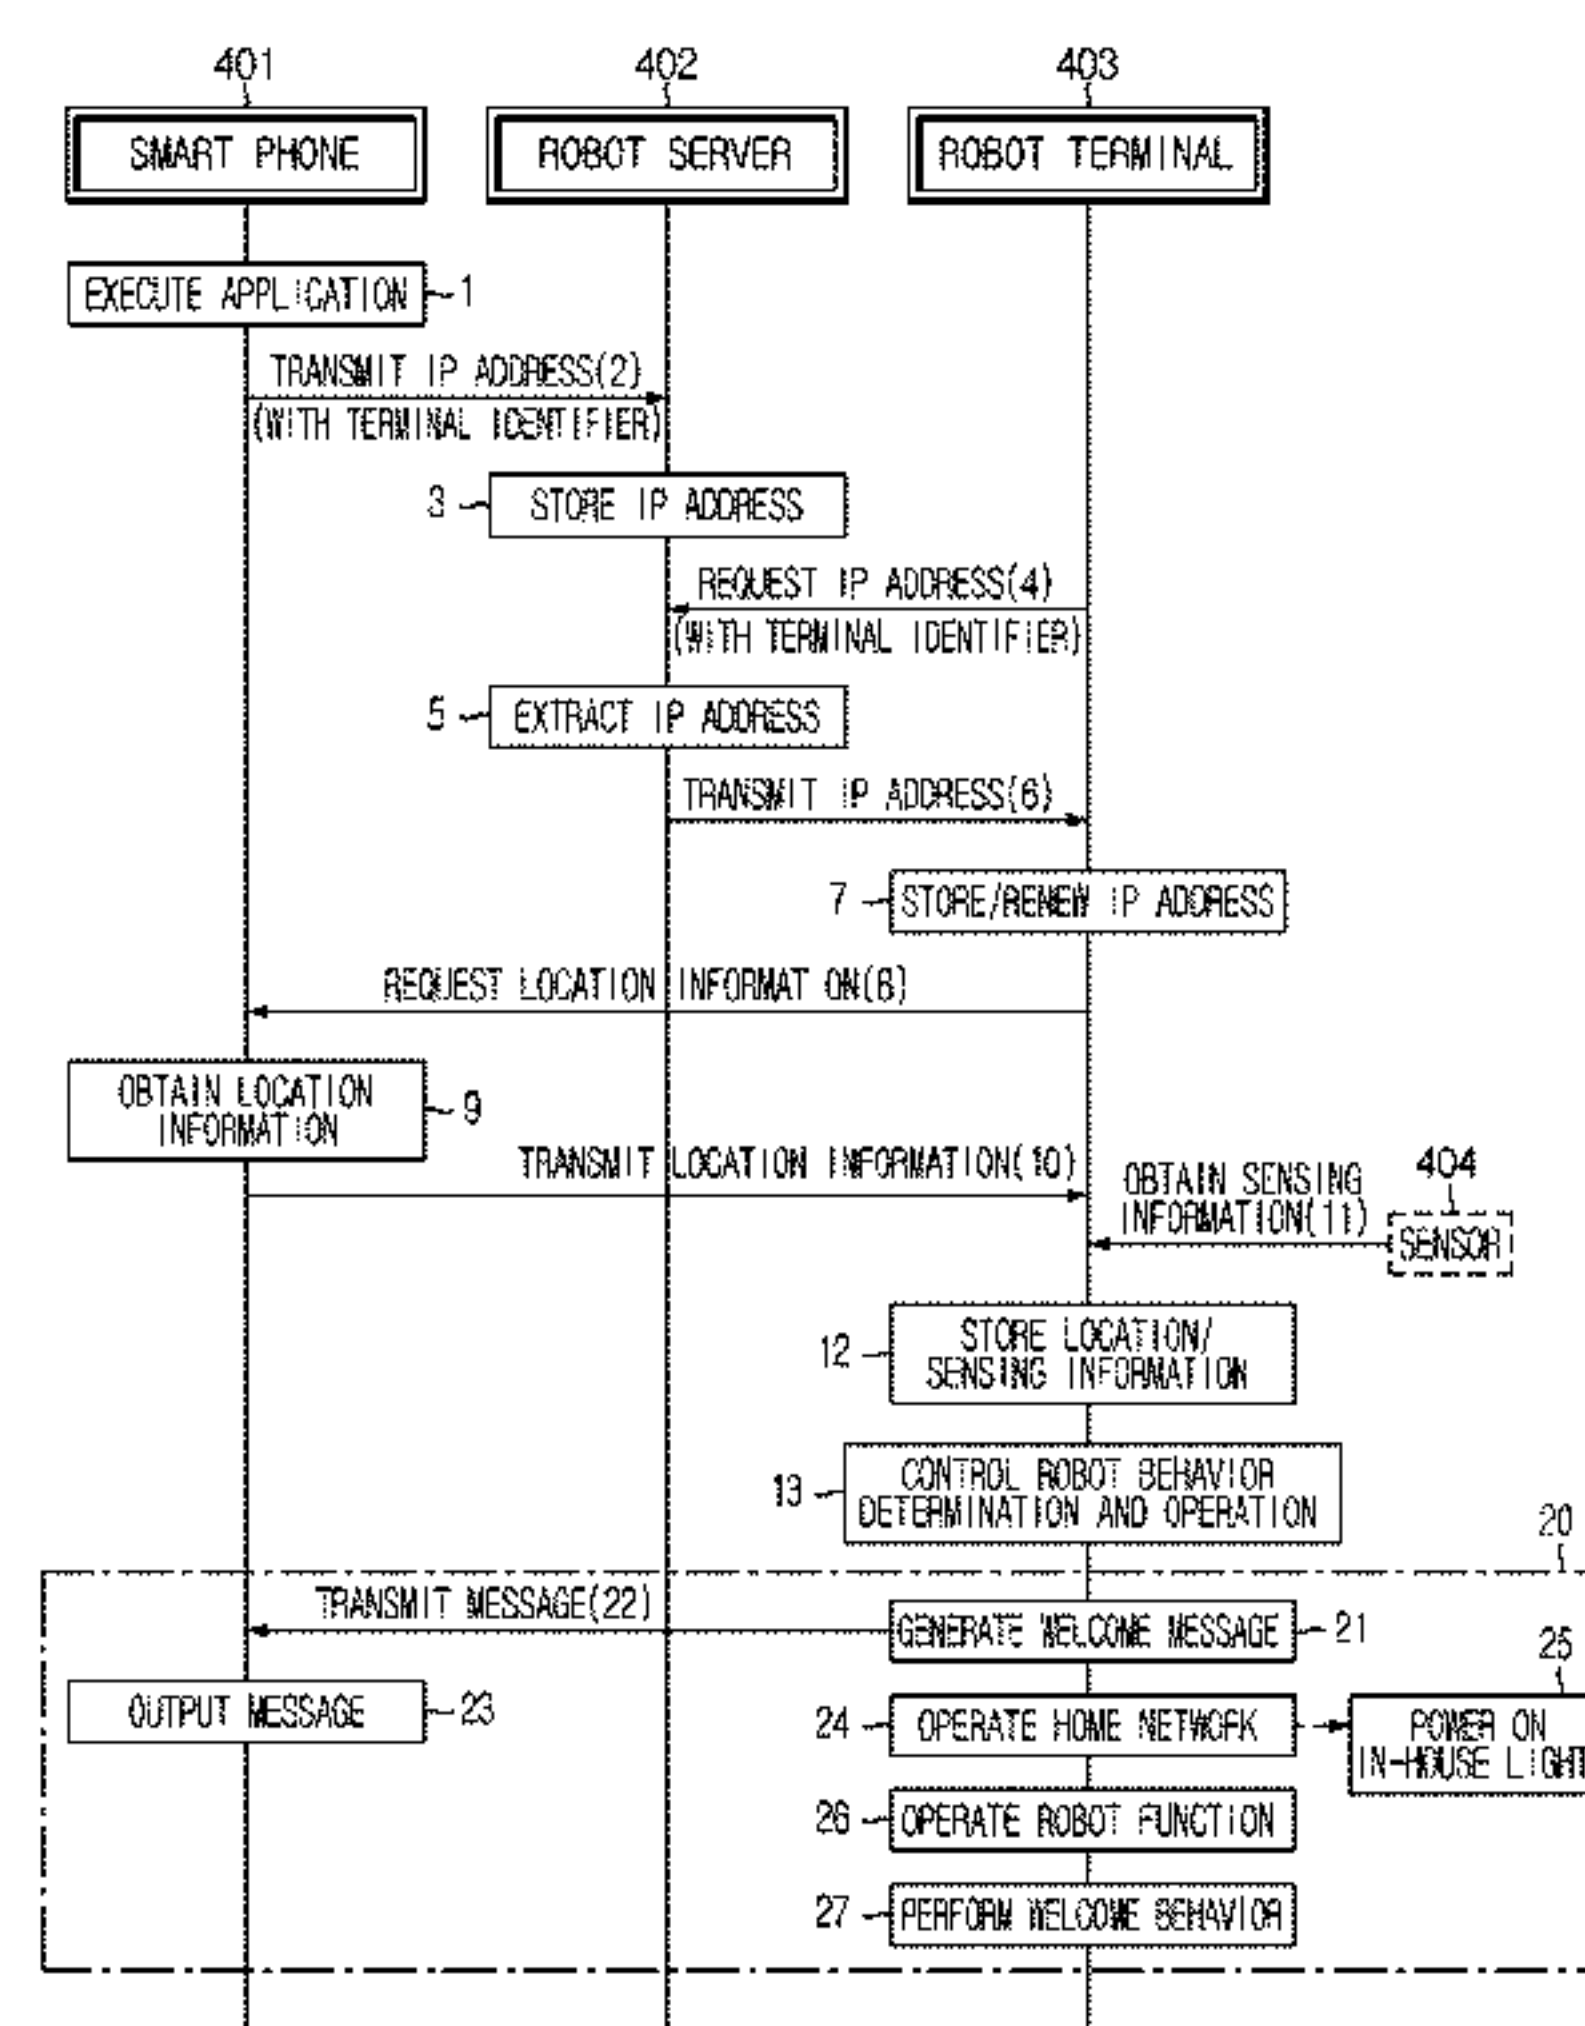 401
402
403
SMART PHONE
ROBOT SERVER
ROBOT TERMINAL
EXECUTE APPLICATION
1
TRANSMIT IP ADDRESS(2)
(WITH TERMINAL IDENTIFIER)
3
STORE IP ADDRESS
REQUEST IP ADDRESS(4)
(WITH TERMINAL IDENTIFIER)
5
EXTRACT IP ADDRESS
TRANSMIT IP ADDRESS(6)
7
STORE/RENEW IP ADDRESS
REQUEST LOCATION INFORMATION(8)
OBTAIN LOCATION
INFORMATION
9
TRANSMIT LOCATION INFORMATION(10)
OBTAIN SENSING
INFORMATION(11)
404
SENSOR
12
STORE LOCATION/
SENSING INFORMATION
13
CONTROL ROBOT BEHAVIOR
DETERMINATION AND OPERATION
20
TRANSMIT MESSAGE(22)
GENERATE WELCOME MESSAGE
21
25
OUTPUT MESSAGE
23
24
OPERATE HOME NETWORK
POWER ON
IN-HOUSE LIGHT
26
OPERATE ROBOT FUNCTION
27
PERFORM WELCOME BEHAVIOR